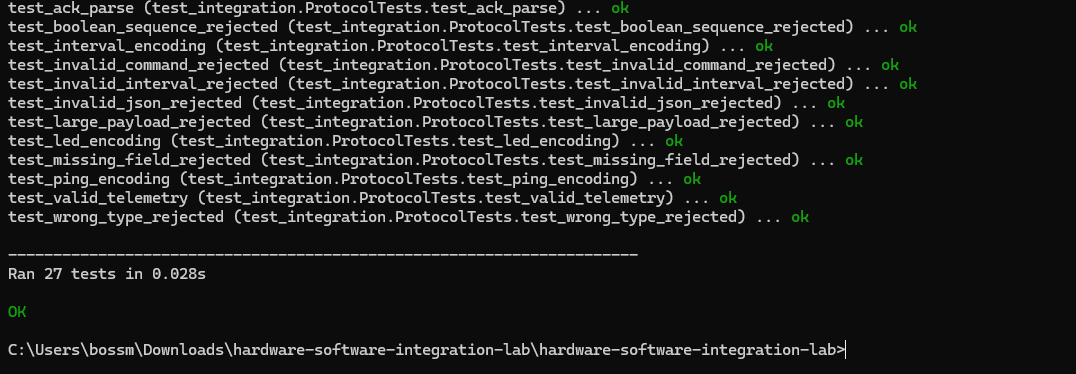 test_ack_parse (test_integration.ProtocolTests.test_ack_parse) ... ok
test_boolean_sequence_rejected (test_integration.ProtocolTests.test_boolean_sequence_rejected) ... ok
test_interval_encoding (test_integration.ProtocolTests.test_interval_encoding) ... ok
test_invalid_command_rejected (test_integration.ProtocolTests.test_invalid_command_rejected) ... ok
test_invalid_interval_rejected (test_integration.ProtocolTests.test_invalid_interval_rejected) ... ok
test_invalid_json_rejected (test_integration.ProtocolTests.test_invalid_json_rejected) ... ok
test_large_payload_rejected (test_integration.ProtocolTests.test_large_payload_rejected) ... ok
test_led_encoding (test_integration.ProtocolTests.test_led_encoding) ... ok
test_missing_field_rejected (test_integration.ProtocolTests.test_missing_field_rejected) ... ok
test_ping_encoding (test_integration.ProtocolTests.test_ping_encoding) ... ok
test_valid_telemetry (test_integration.ProtocolTests.test_valid_telemetry) ... ok
test_wrong_type_rejected (test_integration.ProtocolTests.test_wrong_type_rejected) ... ok
----------------------------------------------------------------------
Ran 27 tests in 0.028s
OK
C:\Users\bossm\Downloads\hardware-software-integration-lab\hardware-software-integration-lab>